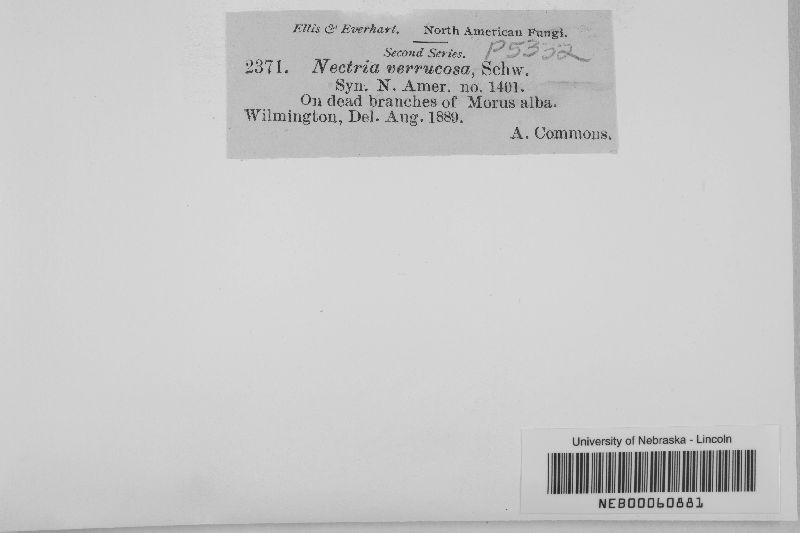 Ellis & Everhart. North American Fungi.
Second Series. P5332
2371. Nectria verrucosa, Schw.
Syn. N. Amer. no. 1401.
On dead branches of Morus alba.
Wilmington, Del. Aug. 1889.
A. Commons.
University of Nebraska - Lincoln
NEB00060881